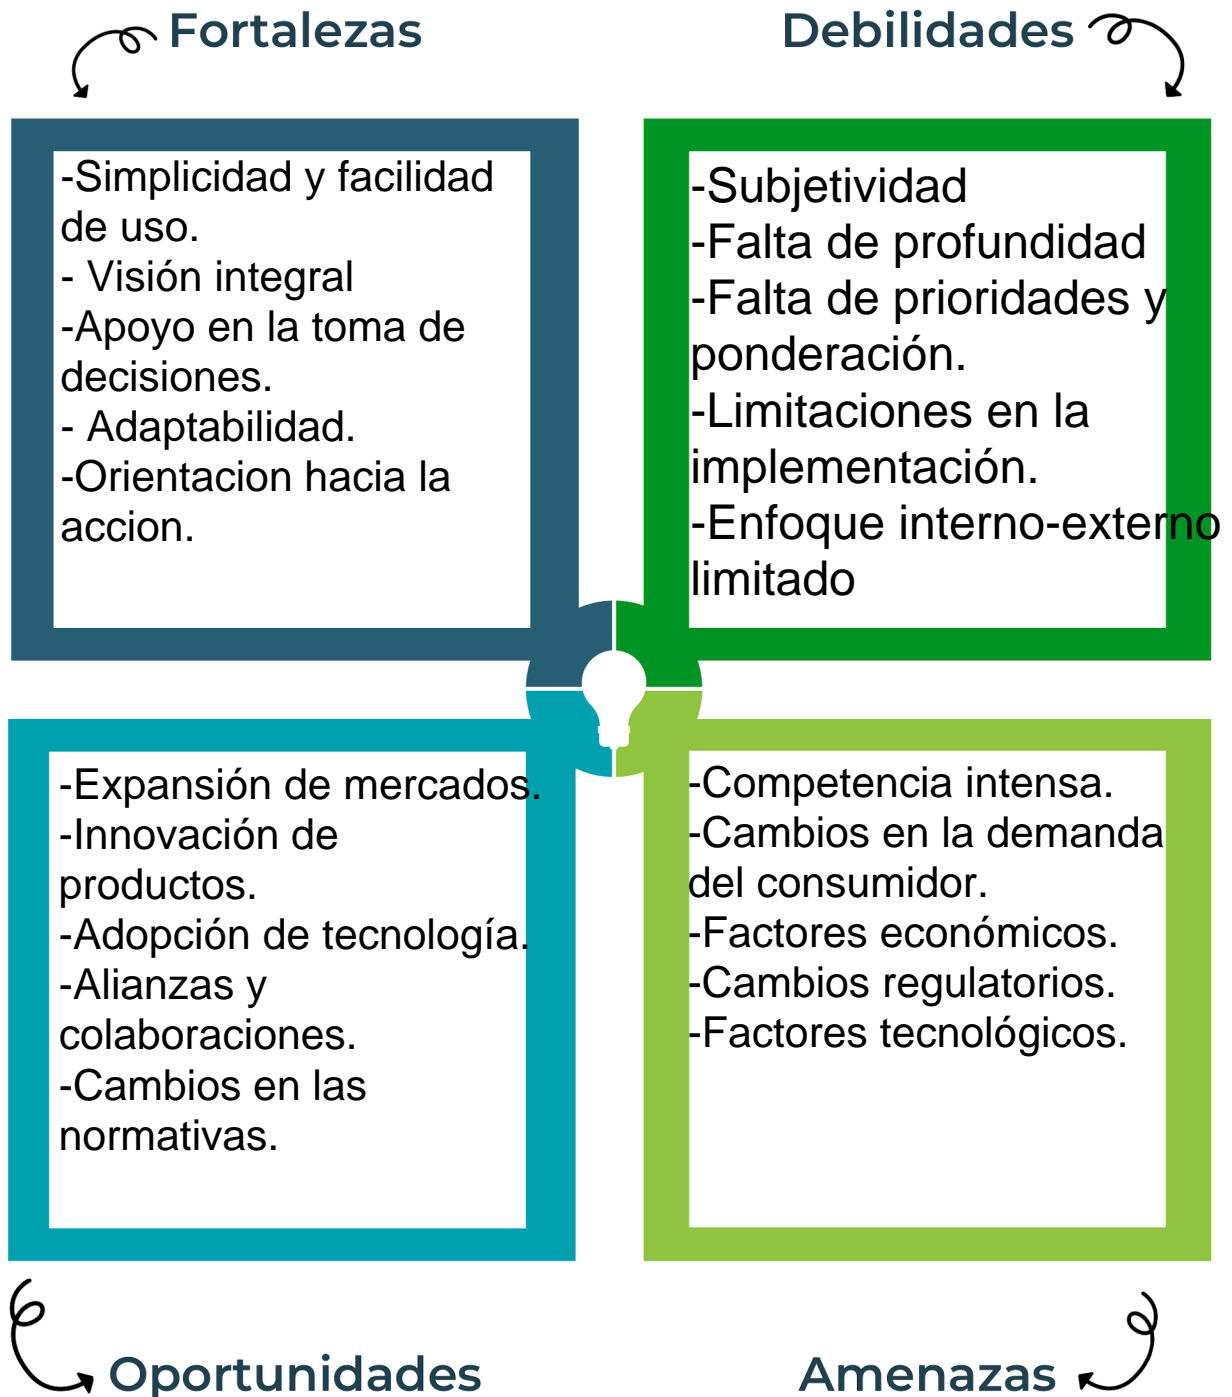 Fortalezas
-Simplicidad y facilidad
de uso.
- Visión integral
-Apoyo en la toma de
decisiones.
- Adaptabilidad.
-Orientacion hacia la
accion.
Debilidades
-Subjetividad
-Falta de profundidad
-Falta de prioridades y
ponderación.
-Limitaciones en la
implementación.
-Enfoque interno-externo
limitado
-Expansión de mercados.
-Innovación de
productos.
-Adopción de tecnología.
-Alianzas y
colaboraciones.
-Cambios en las
normativas.
Oportunidades
-Competencia intensa.
-Cambios en la demanda
del consumidor.
-Factores económicos.
-Cambios regulatorios.
-Factores tecnológicos.
Amenazas